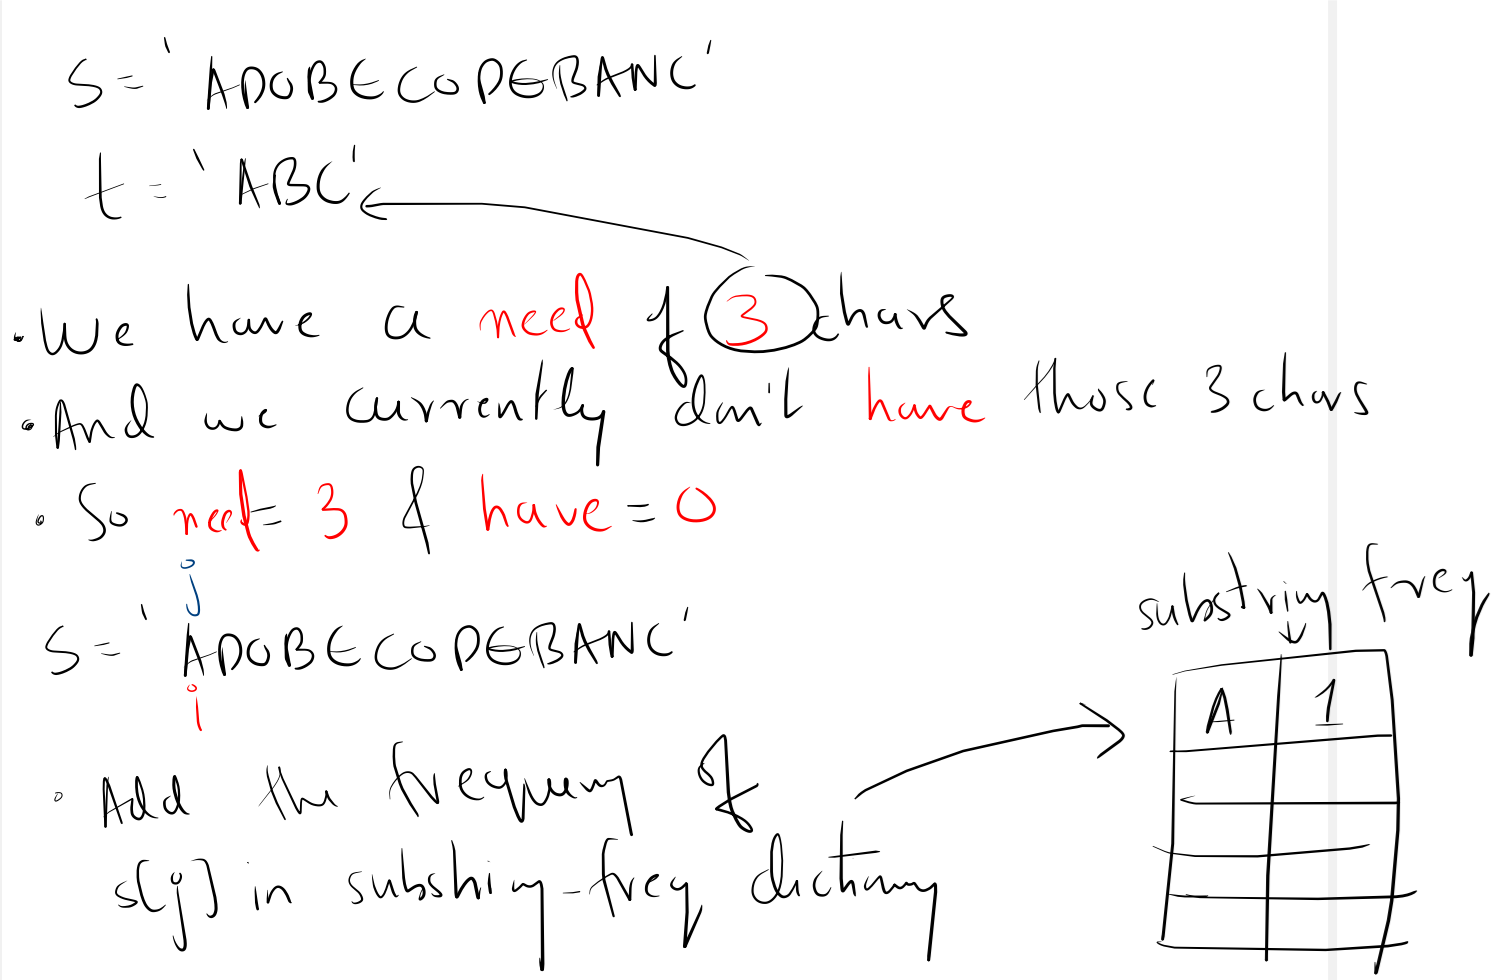 S = 'ADOBECODEBANC'
t = 'ABC'
• We have a need of 3 chars
• And we currently don't have those 3 chars
• So need = 3 & have = 0
j
S = 'ADOBECODEBANC'
i
substring freq
A 1
• Add the frequency of
s[j] in substring-freq dictionary